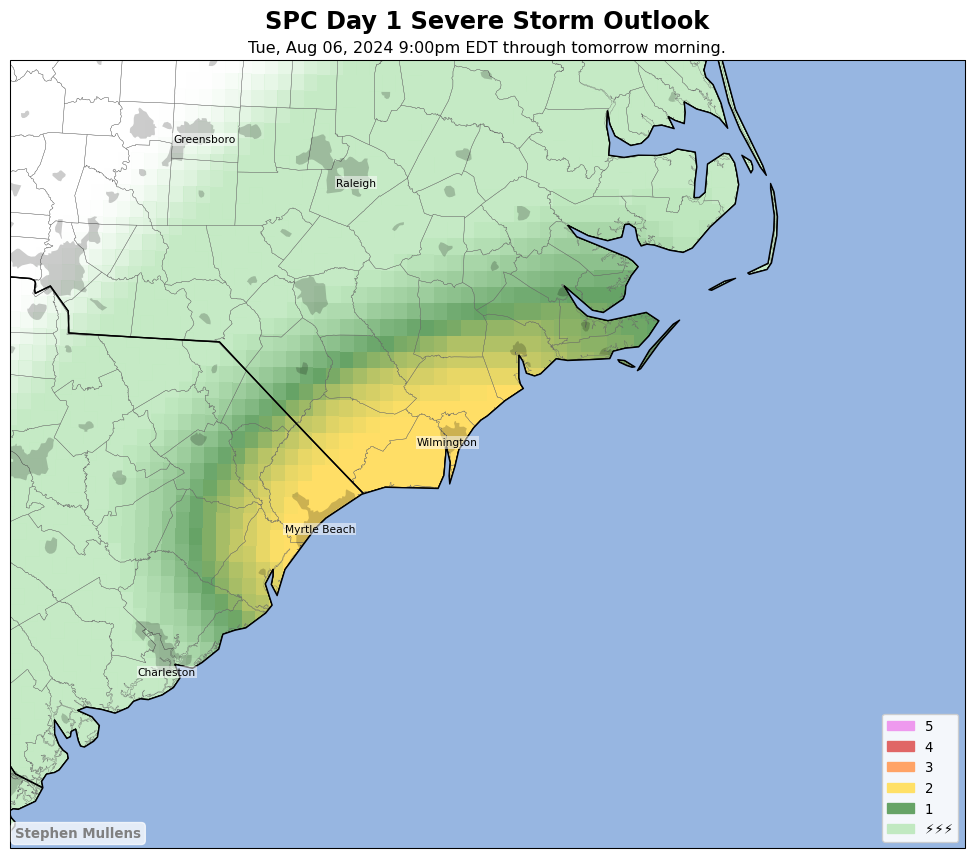 SPC Day 1 Severe Storm Outlook
Tue, Aug 06, 2024 9:00pm EDT through tomorrow morning.
Greensboro
Raleigh
Wilmington
Myrtle Beach
Charleston
5
4
3
2
1
⚡⚡⚡
Stephen Mullens